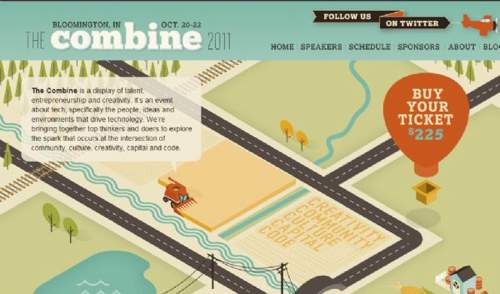 BLOOMINGTON, IN OCT. 20-22
THE combine 2011
FOLLOW US
ON TWITTER
HOME SPEAKERS SCHEDULE SPONSORS ABOUT BLO
The Combine is a display of talent,
entrepreneurship and creativity. It's an event
about tech, specifically the people, ideas and
environments that drive technology. We're
bringing together top thinkers and doers to explore
the spark that occurs at the intersection of
community, culture, creativity, capital and code.
BUY
YOUR
TICKET
$225
CREATIVITY
COMMUNITY
CULTURE
CAPITAL
CODE